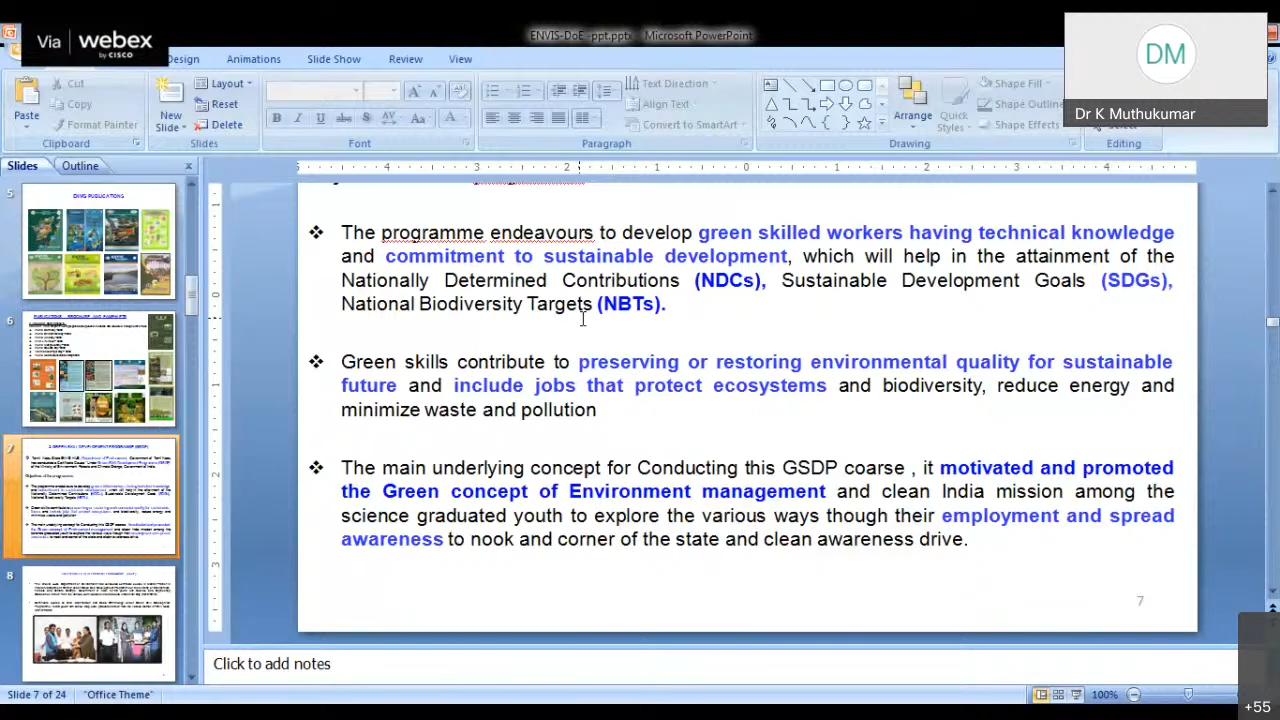 Via webex
by CISCO
ENVIS-DoE -ppt.pptx - Microsoft PowerPoint
DM
Dr K Muthukumar
Design Animations Slide Show Review View
Cut
Copy
Format Painter
Paste
Clipboard
New
Slide
Layout
Reset
Delete
Slides
Font
Text Direction
Align Text
Convert to SmartArt
Paragraph
Arrange
Quick
Styles
Shape Fill
Shape Outline
Shape Effects
Drawing
Select
Editing
Slides Outline
5
6
7
8
The programme endeavours to develop green skilled workers having technical knowledge
and commitment to sustainable development, which will help in the attainment of the
Nationally Determined Contributions (NDCs), Sustainable Development Goals (SDGs),
National Biodiversity Targets (NBTs).
Green skills contribute to preserving or restoring environmental quality for sustainable
future and include jobs that protect ecosystems and biodiversity, reduce energy and
minimize waste and pollution
The main underlying concept for Conducting this GSDP coarse , it motivated and promoted
the Green concept of Environment management and clean India mission among the
science graduated youth to explore the various ways through their employment and spread
awareness to nook and corner of the state and clean awareness drive.
7
Click to add notes
Slide 7 of 24 "Office Theme"
100%
+55